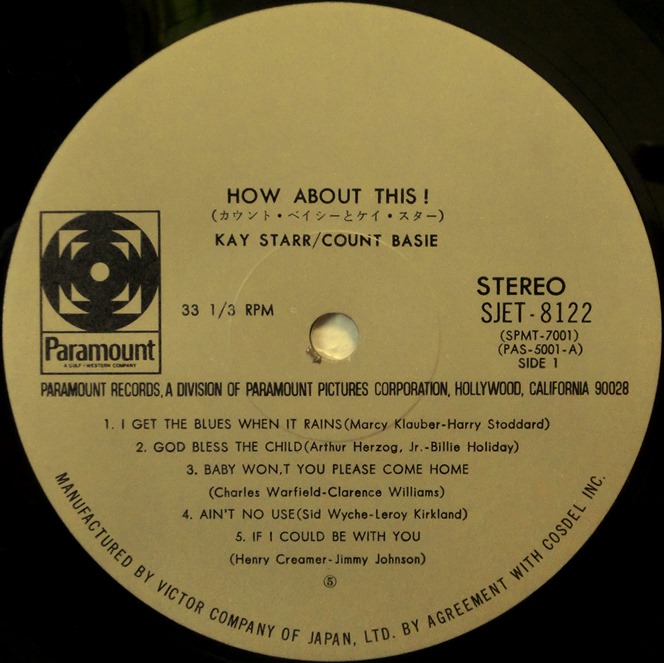 HOW ABOUT THIS!
(カウント・ベイシーとケイ・スター)
KAY STARR/COUNT BASIE
33 1/3 RPM
STEREO
SJET-8122
(SPMT-7001)
(PAS-5001-A)
SIDE 1
Paramount
A GULF+WESTERN COMPANY
PARAMOUNT RECORDS, A DIVISION OF PARAMOUNT PICTURES CORPORATION, HOLLYWOOD, CALIFORNIA 90028
1. I GET THE BLUES WHEN IT RAINS (Marcy Klauber-Harry Stoddard)
2. GOD BLESS THE CHILD (Arthur Herzog, Jr.-Billie Holiday)
3. BABY WON,T YOU PLEASE COME HOME
(Charles Warfield-Clarence Williams)
4. AIN'T NO USE (Sid Wyche-Leroy Kirkland)
5. IF I COULD BE WITH YOU
(Henry Creamer-Jimmy Johnson)
⑤
MANUFACTURED BY VICTOR COMPANY OF JAPAN, LTD. BY AGREEMENT WITH COSDEL INC.